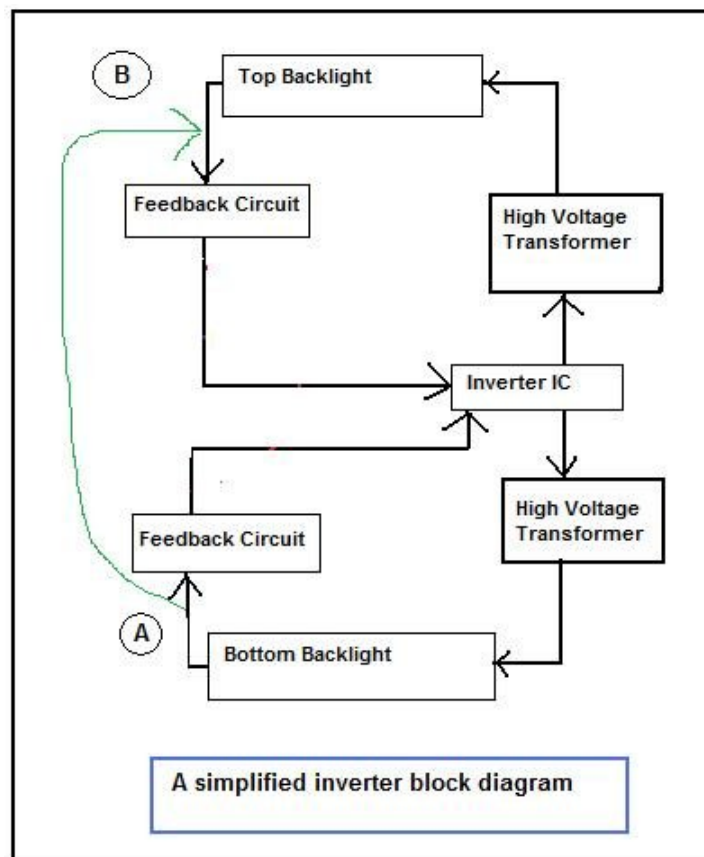 B
Top Backlight
Feedback Circuit
High Voltage
Transformer
Inverter IC
High Voltage
Transformer
Feedback Circuit
A
Bottom Backlight
A simplified inverter block diagram